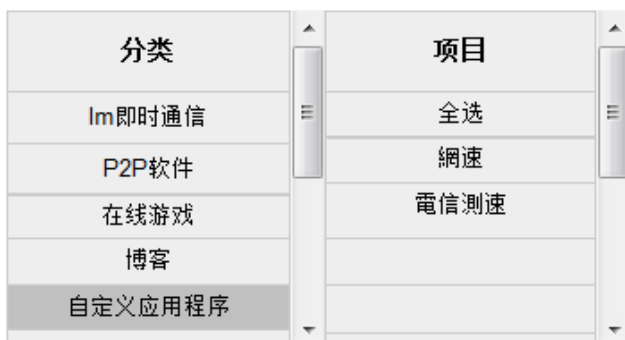 分类
Im即时通信
P2P软件
在线游戏
博客
自定义应用程序
项目
全选
網速
電信測速